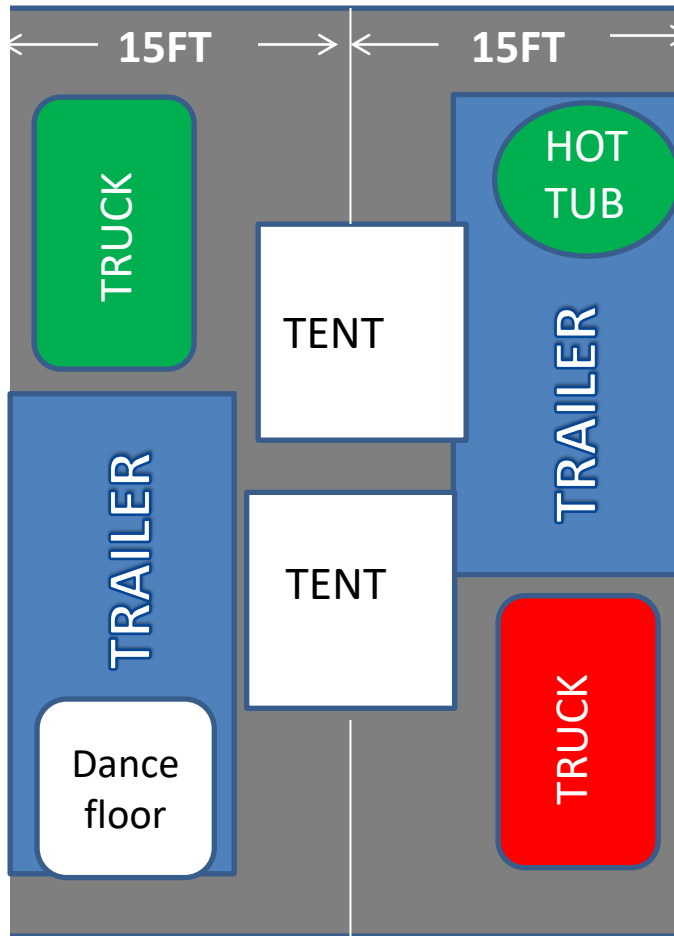 15FT
15FT
TRUCK
HOT
TUB
TENT
TRAILER
TRAILER
TENT
TRUCK
Dance
floor